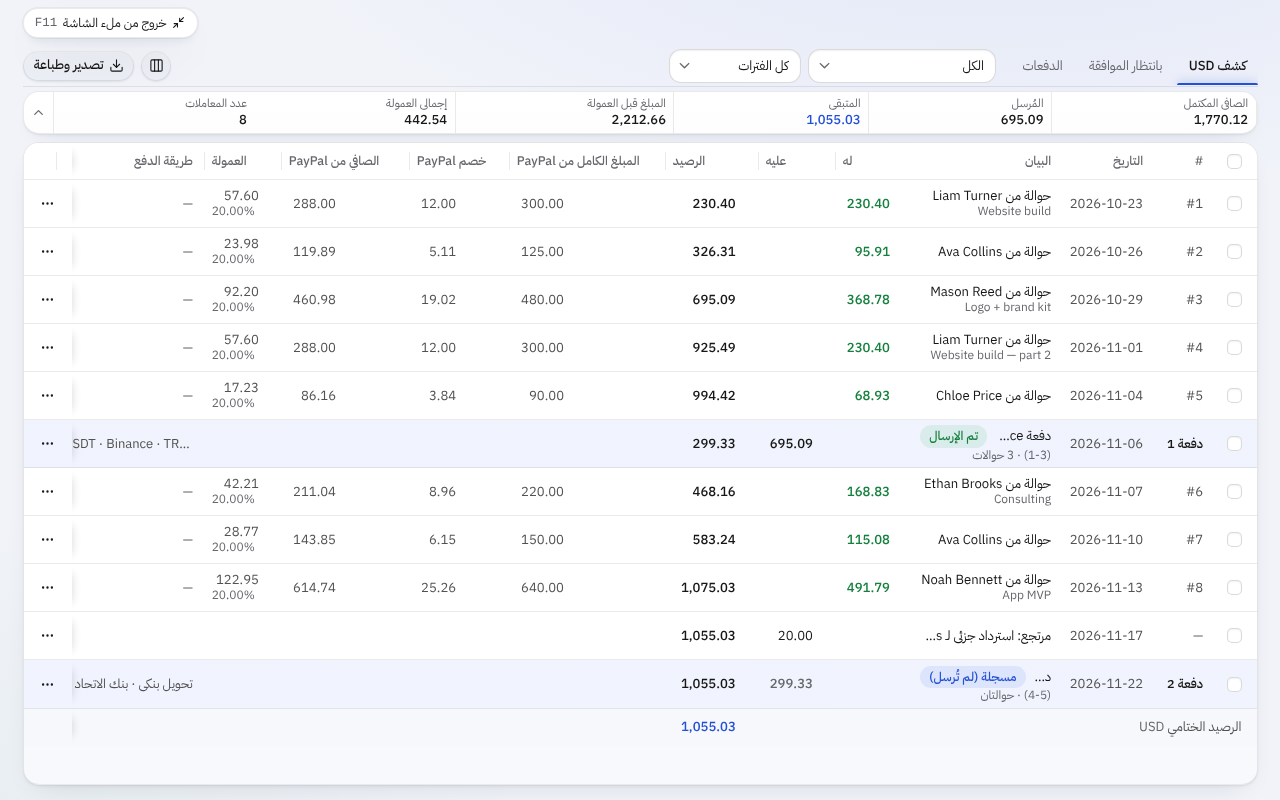 خروج من ملء الشاشة F11
كشف USD
بانتظار الموافقة
الدفعات
الكل
كل الفترات
تصدير وطباعة
الصافي المكتمل
1,770.12
المُرسل
695.09
المتبقي
1,055.03
المبلغ قبل العمولة
2,212.66
إجمالي العمولة
442.54
عدد المعاملات
8
# التاريخ البيان له عليه الرصيد المبلغ الكامل من PayPal خصم PayPal الصافي من PayPal العمولة طريقة الدفع
#1 2026-10-23 حوالة من Liam Turner 230.40 230.40 300.00 12.00 288.00 57.60 — ...
Website build 20.00%
#2 2026-10-26 حوالة من Ava Collins 95.91 326.31 125.00 5.11 119.89 23.98 — ...
20.00%
#3 2026-10-29 حوالة من Mason Reed 368.78 695.09 480.00 19.02 460.98 92.20 — ...
Logo + brand kit 20.00%
#4 2026-11-01 حوالة من Liam Turner 230.40 925.49 300.00 12.00 288.00 57.60 — ...
Website build — part 2 20.00%
#5 2026-11-04 حوالة من Chloe Price 68.93 994.42 90.00 3.84 86.16 17.23 — ...
20.00%
دفعة 1 2026-11-06 دفعة ce... تم الإرسال 695.09 299.33 SDT · Binance · TR... ...
(1-3) · 3 حوالات
#6 2026-11-07 حوالة من Ethan Brooks 168.83 468.16 220.00 8.96 211.04 42.21 — ...
Consulting 20.00%
#7 2026-11-10 حوالة من Ava Collins 115.08 583.24 150.00 6.15 143.85 28.77 — ...
20.00%
#8 2026-11-13 حوالة من Noah Bennett 491.79 1,075.03 640.00 25.26 614.74 122.95 — ...
App MVP 20.00%
— 2026-11-17 مرتجع: استرداد جزئي لـ s... 20.00 1,055.03 ...
دفعة 2 2026-11-22 د... مسجلة (لم تُرسل) 299.33 1,055.03 تحويل بنكي · بنك الاتحاد ...
(4-5) · حوالتان
الرصيد الختامي USD 1,055.03